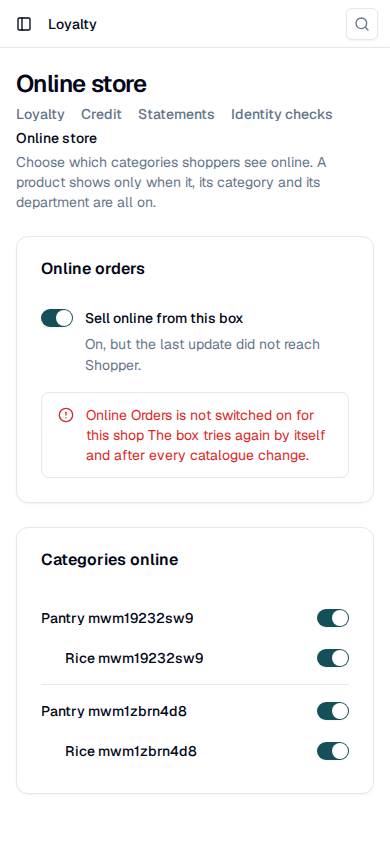 Loyalty
Online store
Loyalty Credit Statements Identity checks
Online store
Choose which categories shoppers see online. A
product shows only when it, its category and its
department are all on.
Online orders
Sell online from this box
On, but the last update did not reach
Shopper.
Online Orders is not switched on for
this shop The box tries again by itself
and after every catalogue change.
Categories online
Pantry mwm19232sw9
Rice mwm19232sw9
Pantry mwm1zbrn4d8
Rice mwm1zbrn4d8